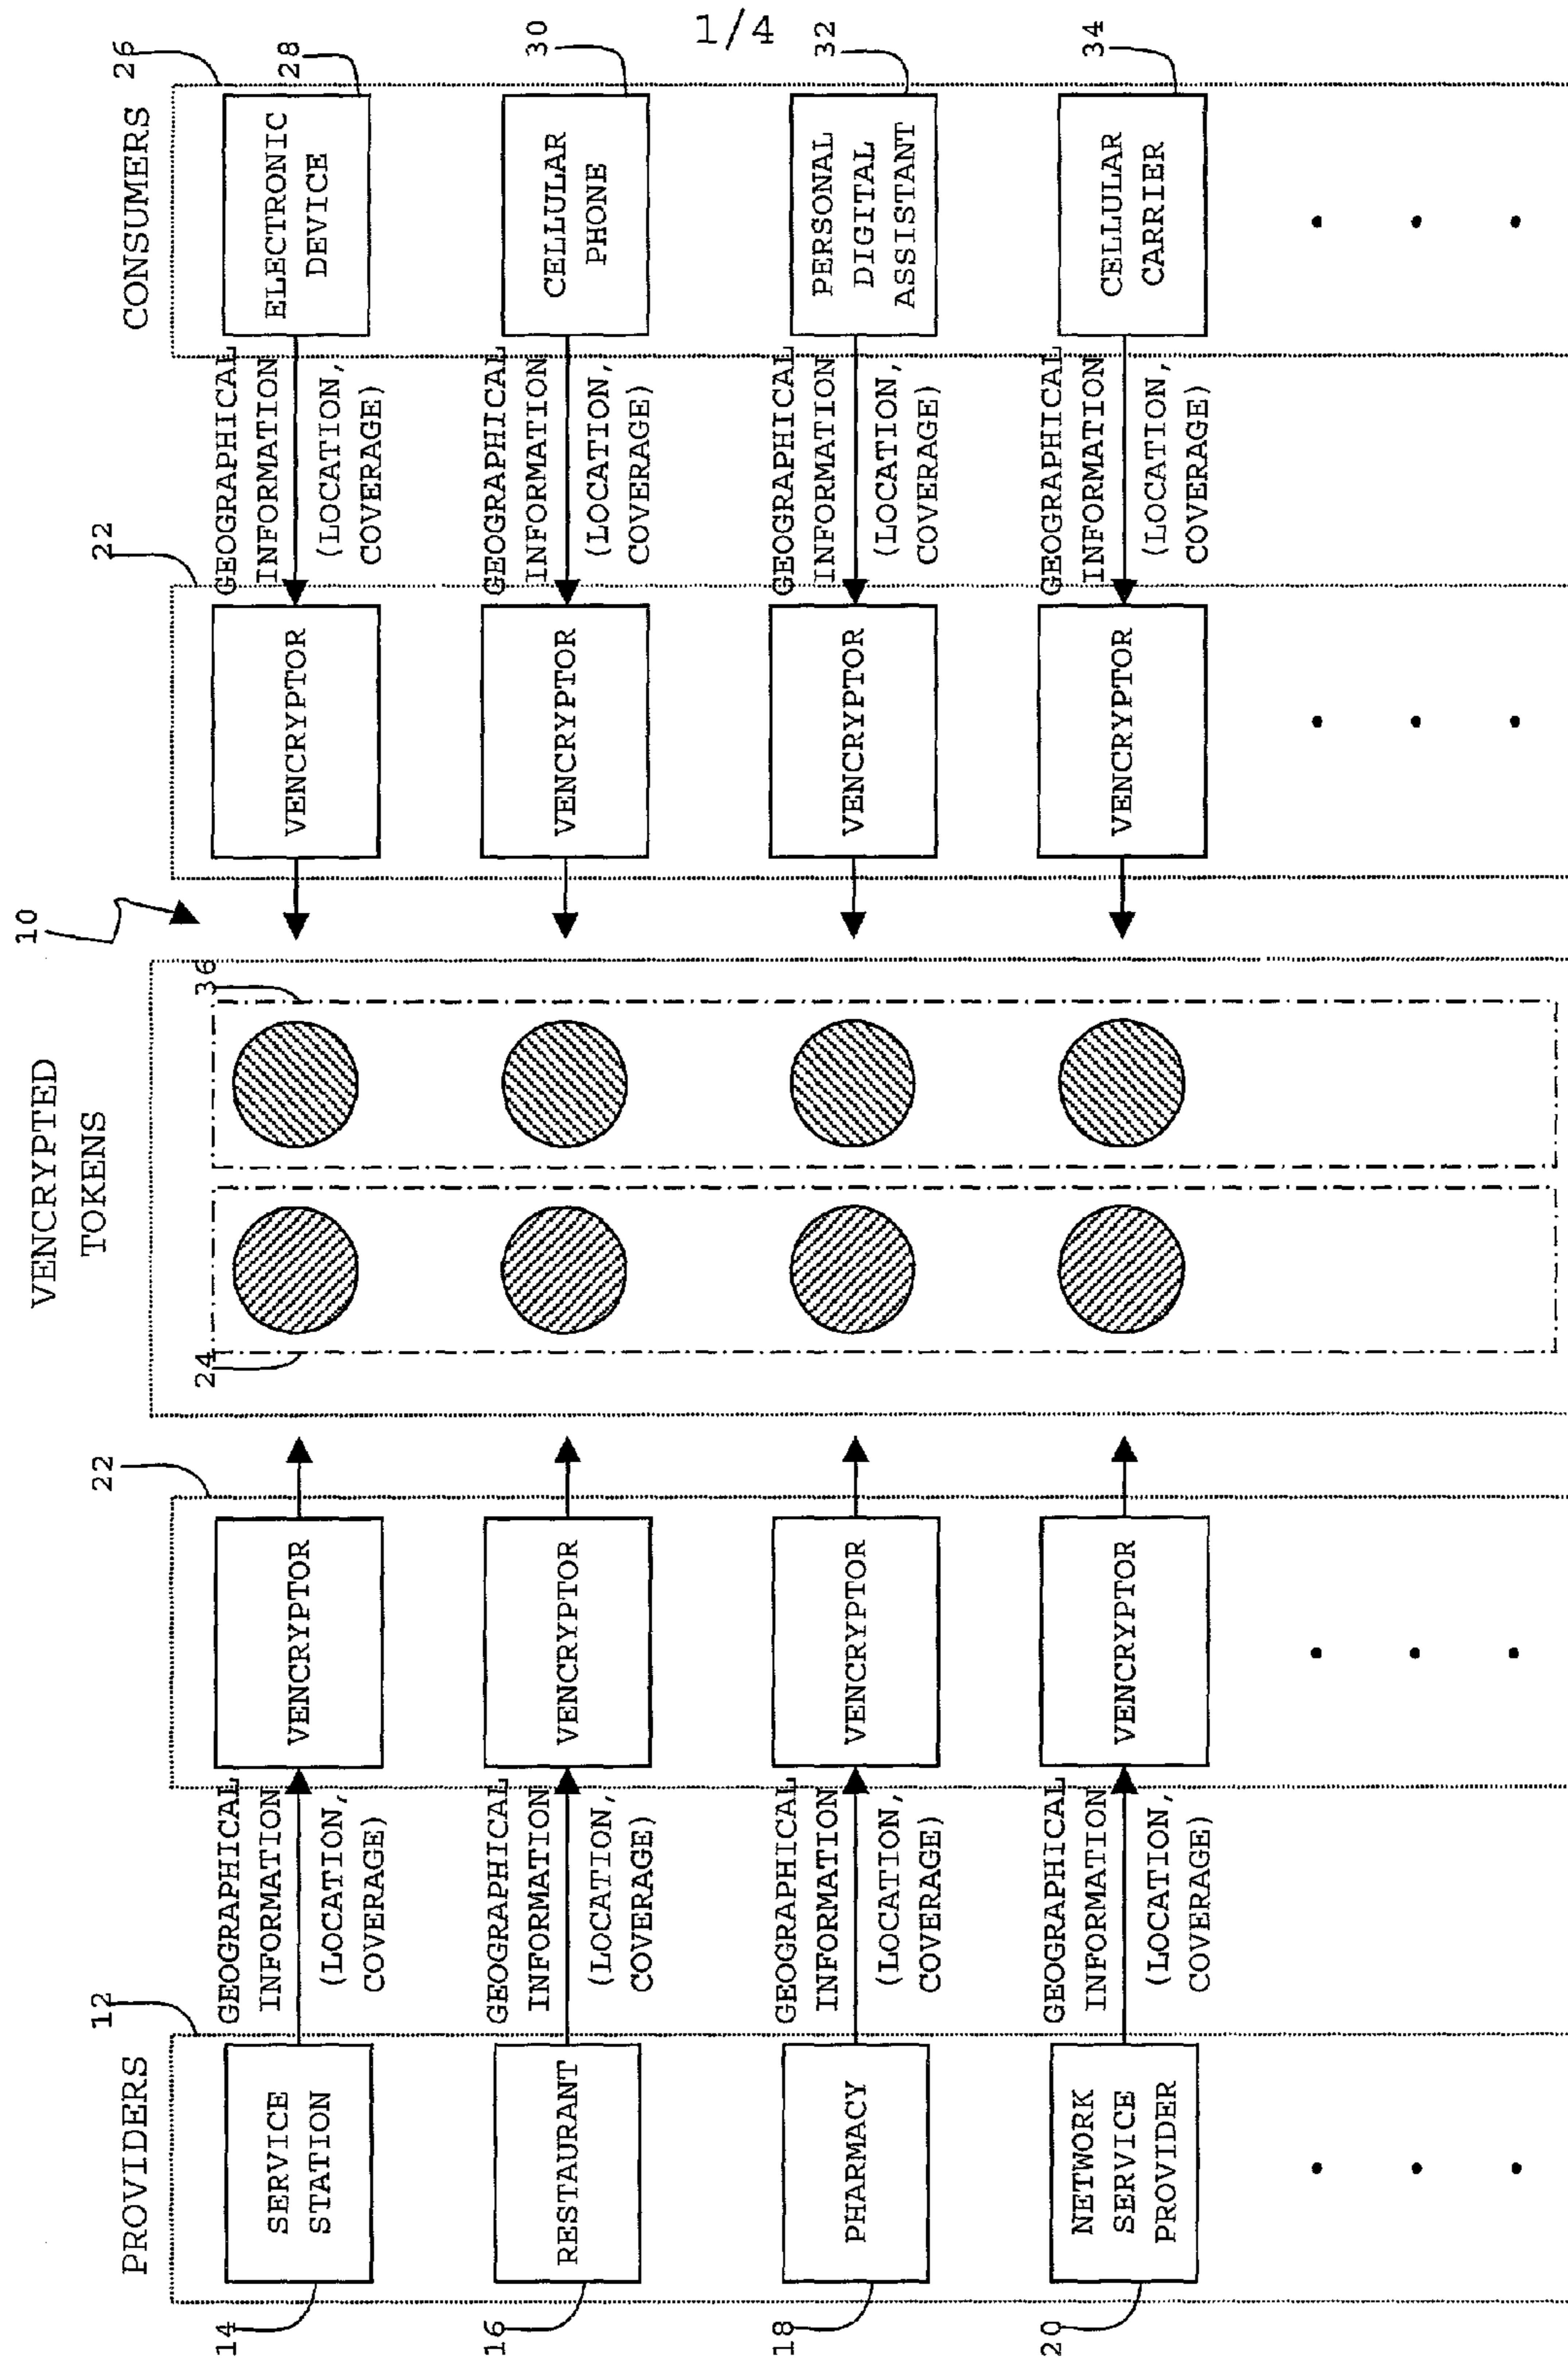 1/4
VENCRYPTED
TOKENS
PROVIDERS
CONSUMERS
12
22
10
22
26
24
36
14
SERVICE
STATION
GEOGRAPHICAL
INFORMATION
(LOCATION,
COVERAGE)
VENCRYPTOR
VENCRYPTOR
GEOGRAPHICAL
INFORMATION
(LOCATION,
COVERAGE)
ELECTRONIC
DEVICE
28
16
RESTAURANT
GEOGRAPHICAL
INFORMATION
(LOCATION,
COVERAGE)
VENCRYPTOR
VENCRYPTOR
GEOGRAPHICAL
INFORMATION
(LOCATION,
COVERAGE)
CELLULAR
PHONE
30
18
PHARMACY
GEOGRAPHICAL
INFORMATION
(LOCATION,
COVERAGE)
VENCRYPTOR
VENCRYPTOR
GEOGRAPHICAL
INFORMATION
(LOCATION,
COVERAGE)
PERSONAL
DIGITAL
ASSISTANT
32
20
NETWORK
SERVICE
PROVIDER
GEOGRAPHICAL
INFORMATION
(LOCATION,
COVERAGE)
VENCRYPTOR
VENCRYPTOR
GEOGRAPHICAL
INFORMATION
(LOCATION,
COVERAGE)
CELLULAR
CARRIER
34